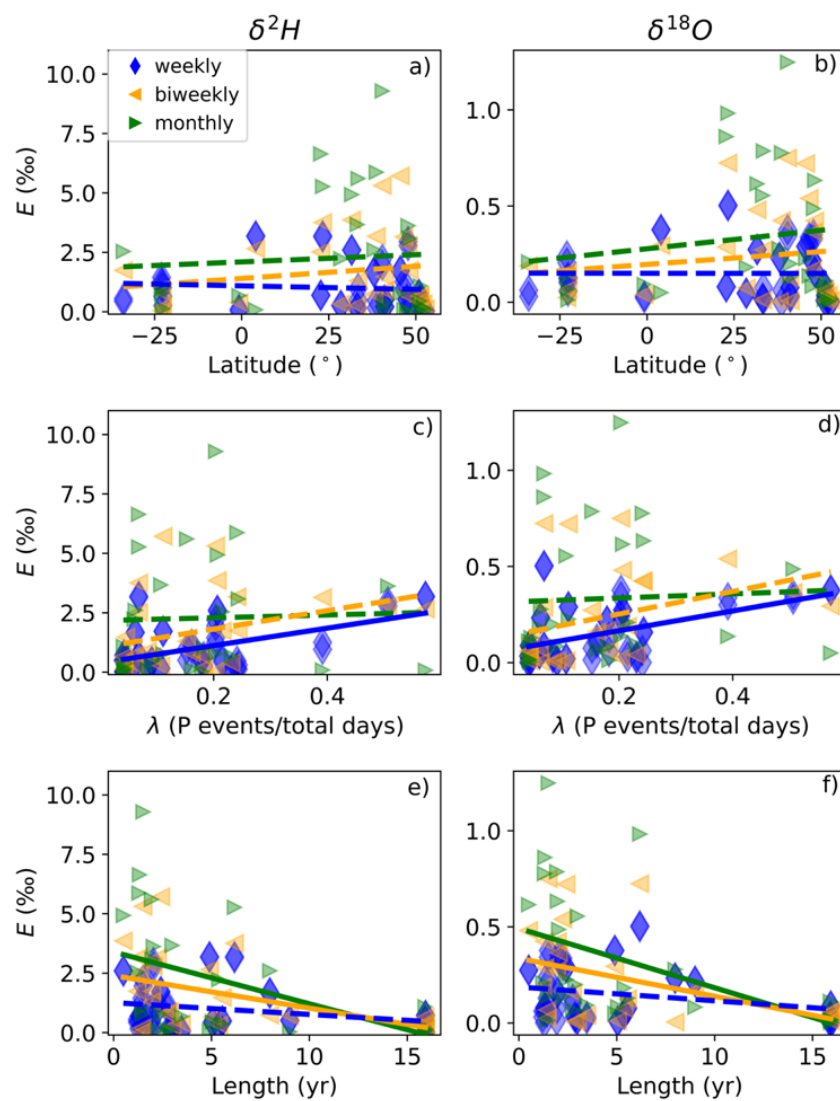 δ²H
δ¹⁸O
weekly
biweekly
monthly
a)
b)
10.0
7.5
5.0
2.5
0.0
E (‰)
1.0
0.5
0.0
−25
0
25
50
Latitude (°)
−25
0
25
50
Latitude (°)
c)
d)
10.0
7.5
5.0
2.5
0.0
E (‰)
1.0
0.5
0.0
0.2
0.4
λ (P events/total days)
0.2
0.4
λ (P events/total days)
e)
f)
10.0
7.5
5.0
2.5
0.0
E (‰)
1.0
0.5
0.0
0
5
10
15
Length (yr)
0
5
10
15
Length (yr)